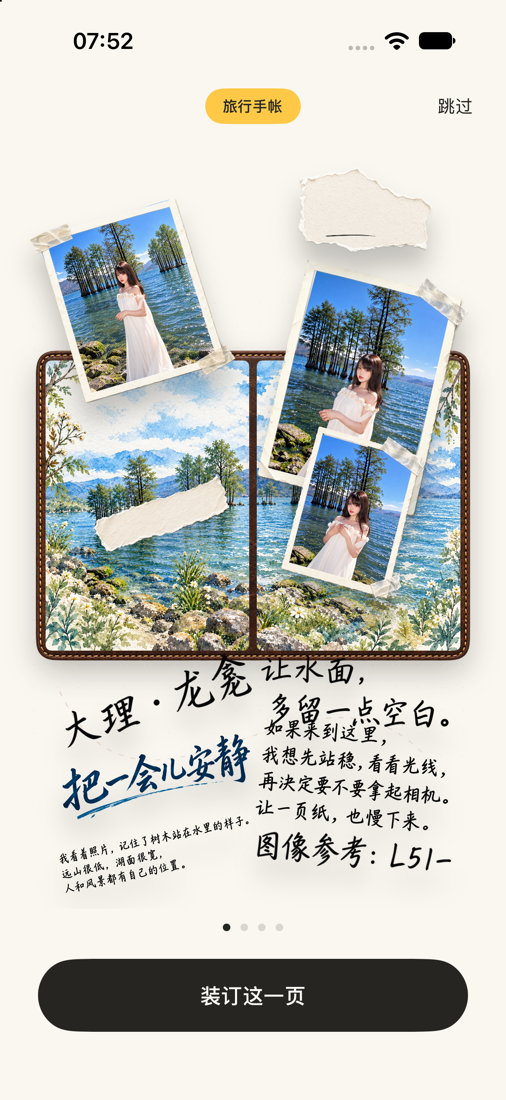 07:52
旅行手帐
跳过
大理·龙龛
把一会儿安静
我看着照片，记住了树木站在水里的样子。
远山很低，湖面很宽，
人和风景都有自己的位置。
让水面，
多留一点空白。
如果来到这里，
我想先站稳，看看光线，
再决定要不要拿起相机。
让一页纸，也慢下来。
图像参考：L51-
装订这一页